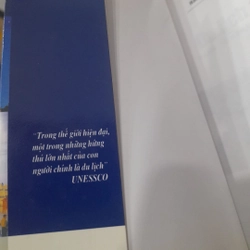 "Trong thế giới hiện đại,
một trong những hứng
thú lớn nhất của con
người chính là du lịch"
UNESSCO